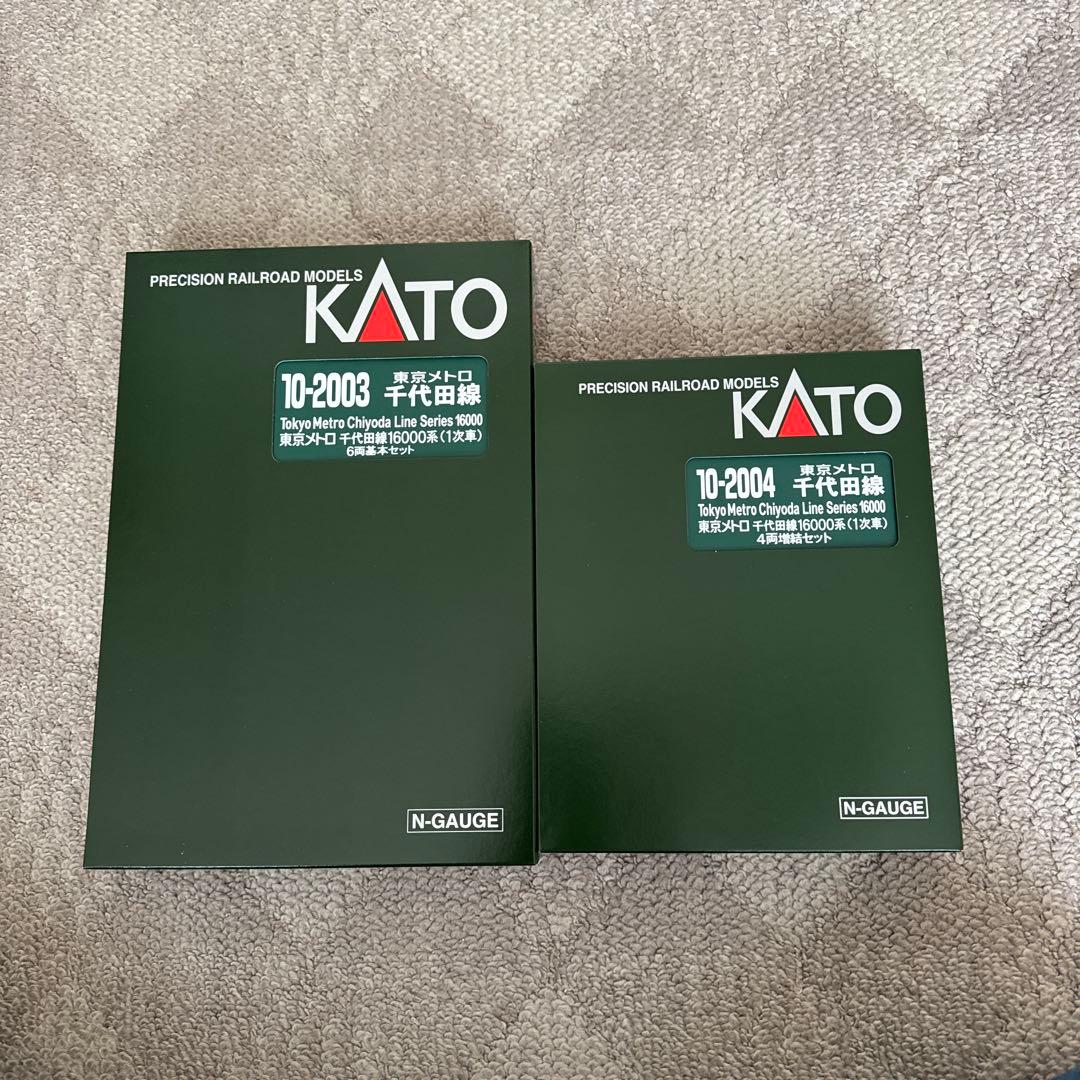 PRECISION RAILROAD MODELS
KATO
10-2003 東京メトロ 千代田線
Tokyo Metro Chiyoda Line Series 16000
東京メトロ 千代田線16000系(1次車)
6両基本セット
N-GAUGE
PRECISION RAILROAD MODELS
KATO
10-2004 東京メトロ 千代田線
Tokyo Metro Chiyoda Line Series 16000
東京メトロ 千代田線16000系(1次車)
4両増結セット
N-GAUGE